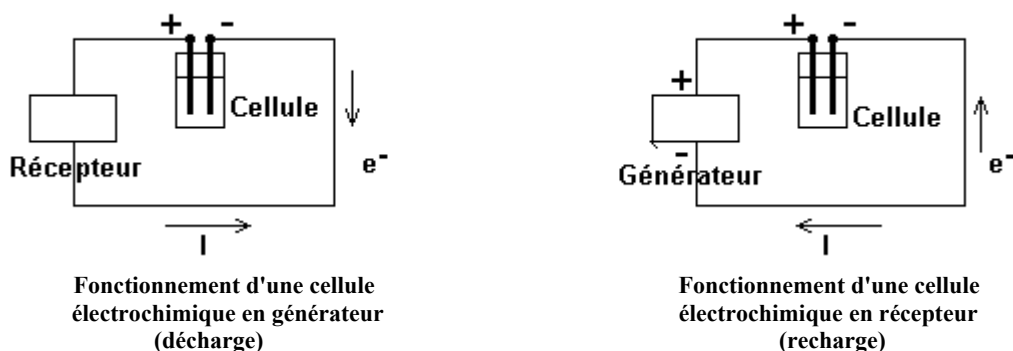 + -
Cellule
Récepteur
e-
I
Fonctionnement d'une cellule
électrochimique en générateur
(décharge)
+ -
+
Cellule
-
Générateur
e-
I
Fonctionnement d'une cellule
électrochimique en récepteur
(recharge)